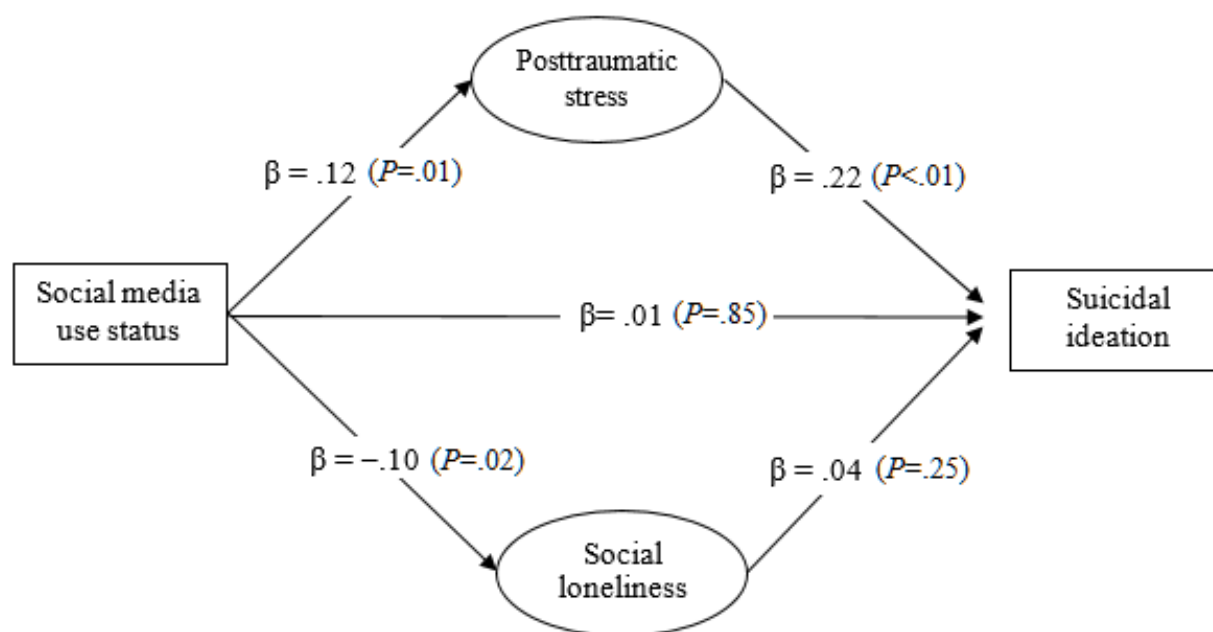 Posttraumatic
stress
β = .12 (P=.01)
β = .22 (P<.01)
Social media
use status
β= .01 (P=.85)
Suicidal
ideation
β = –.10 (P=.02)
β = .04 (P=.25)
Social
loneliness